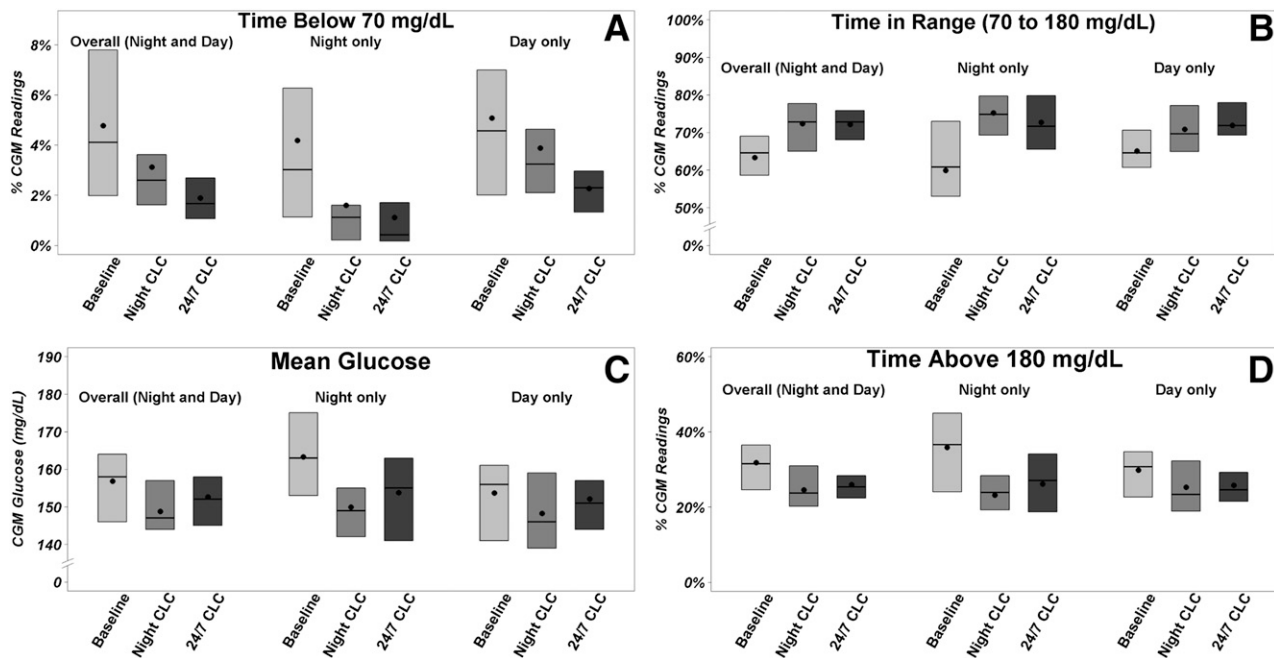 Time Below 70 mg/dL
A
Overall (Night and Day) Night only Day only
% CGM Readings
8%
6%
4%
2%
0%
Baseline Night CLC 24/7 CLC Baseline Night CLC 24/7 CLC Baseline Night CLC 24/7 CLC
Time in Range (70 to 180 mg/dL)
B
Overall (Night and Day) Night only Day only
% CGM Readings
100%
90%
80%
70%
60%
50%
0%
Baseline Night CLC 24/7 CLC Baseline Night CLC 24/7 CLC Baseline Night CLC 24/7 CLC
Mean Glucose
C
Overall (Night and Day) Night only Day only
CGM Glucose (mg/dL)
190
180
170
160
150
140
0
Baseline Night CLC 24/7 CLC Baseline Night CLC 24/7 CLC Baseline Night CLC 24/7 CLC
Time Above 180 mg/dL
D
Overall (Night and Day) Night only Day only
% CGM Readings
60%
40%
20%
0%
Baseline Night CLC 24/7 CLC Baseline Night CLC 24/7 CLC Baseline Night CLC 24/7 CLC